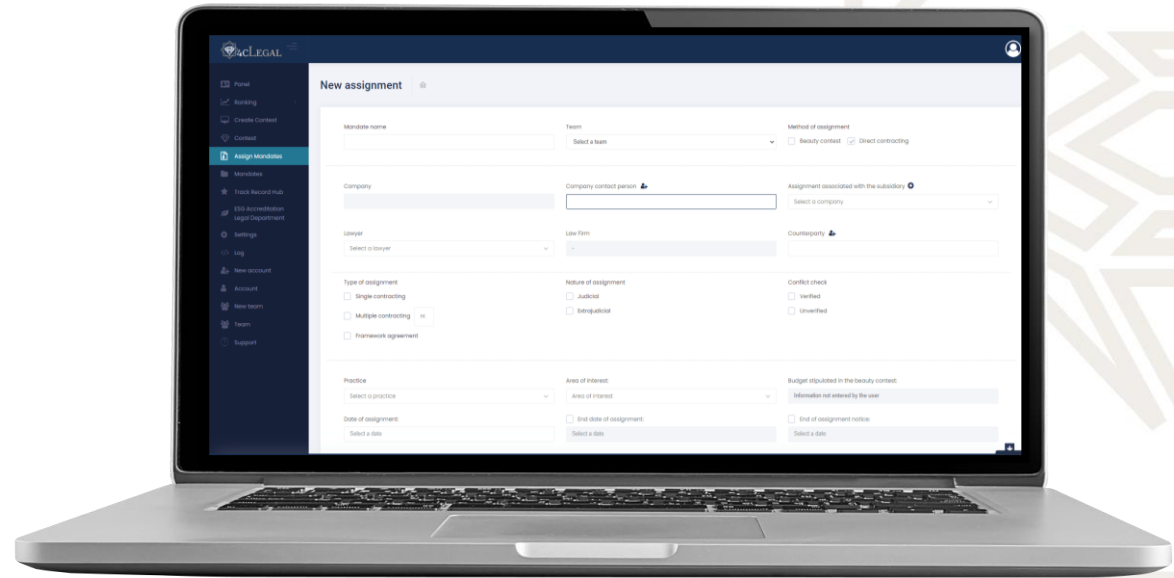 4cLEGAL
Panel
Ranking
Create Contest
Contest
Assign Mandates
Mandates
Track Record Hub
ESG Accreditation
Legal Department
Settings
Log
New account
Account
New team
Team
Support
New assignment
Mandate name
Team
Method of assignment
Select a team
Beauty contest
Direct contracting
Company
Company contact person
Assignment associated with the subsidiary
Select a company
Lawyer
Law Firm
Counterparty
Select a lawyer
-
Type of assignment
Nature of assignment
Conflict check
Single contracting
Judicial
Verified
Multiple contracting
Extrajudicial
Unverified
Framework agreement
Practice
Area of interest:
Budget stipulated in the beauty contest:
Select a practice
Area of interest
Information not entered by the user
Date of assignment:
End date of assignment:
End of assignment notice:
Select a date
Select a date
Select a date